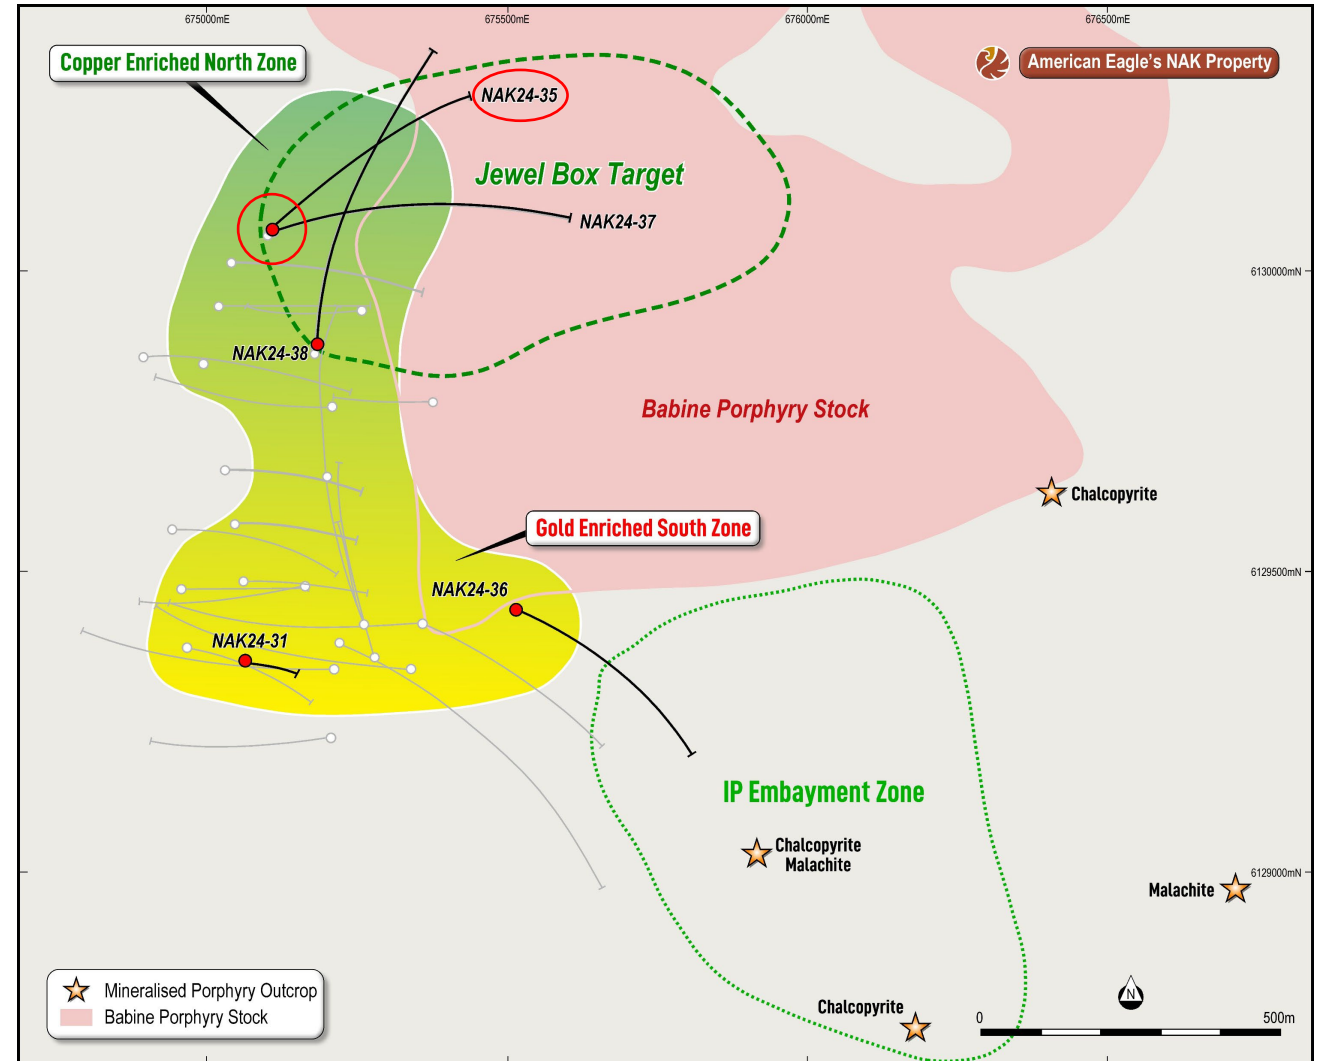 675000mE
675500mE
676000mE
676500mE
Copper Enriched North Zone
American Eagle's NAK Property
NAK24-35
Jewel Box Target
NAK24-37
6130000mN
NAK24-38
Babine Porphyry Stock
Chalcopyrite
Gold Enriched South Zone
6129500mN
NAK24-36
NAK24-31
IP Embayment Zone
Chalcopyrite
Malachite
6129000mN
Malachite
Mineralised Porphyry Outcrop
Babine Porphyry Stock
Chalcopyrite
N
0
500m